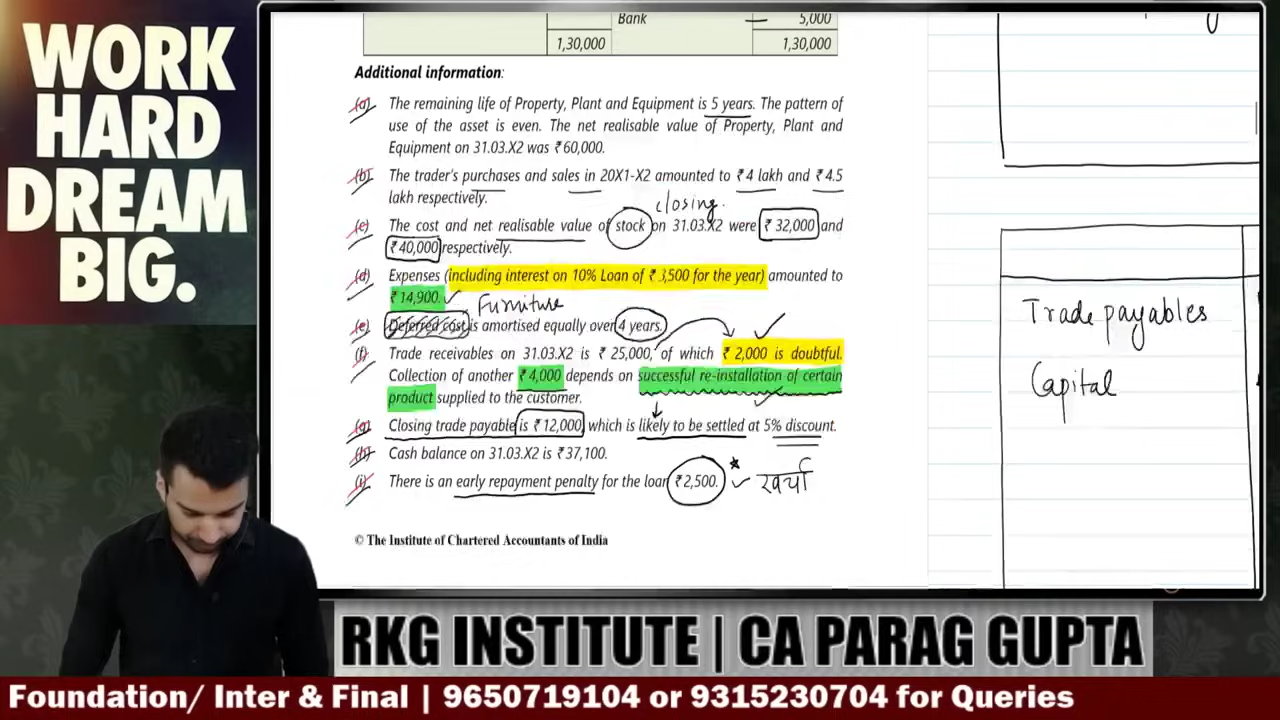 WORK
HARD
DREAM
BIG.
Bank 5,000
1,30,000 1,30,000
Additional information:
(a) The remaining life of Property, Plant and Equipment is 5 years. The pattern of
use of the asset is even. The net realisable value of Property, Plant and
Equipment on 31.03.X2 was ₹ 60,000.
(b) The trader's purchases and sales in 20X1-X2 amounted to ₹ 4 lakh and ₹ 4.5
lakh respectively.
closing.
(c) The cost and net realisable value of stock on 31.03.X2 were ₹ 32,000 and
₹ 40,000 respectively.
(d) Expenses (including interest on 10% Loan of ₹ 3,500 for the year) amounted to
₹ 14,900.
Furniture
(e) Deferred cost is amortised equally over 4 years.
(f) Trade receivables on 31.03.X2 is ₹ 25,000, of which ₹ 2,000 is doubtful.
Collection of another ₹ 4,000 depends on successful re-installation of certain
product supplied to the customer.
(g) Closing trade payable is ₹ 12,000, which is likely to be settled at 5% discount.
(h) Cash balance on 31.03.X2 is ₹ 37,100.
(i) There is an early repayment penalty for the loan ₹ 2,500. खर्चा
© The Institute of Chartered Accountants of India
Trade payables
Capital
RKG INSTITUTE | CA PARAG GUPTA
Foundation/ Inter & Final | 9650719104 or 9315230704 for Queries